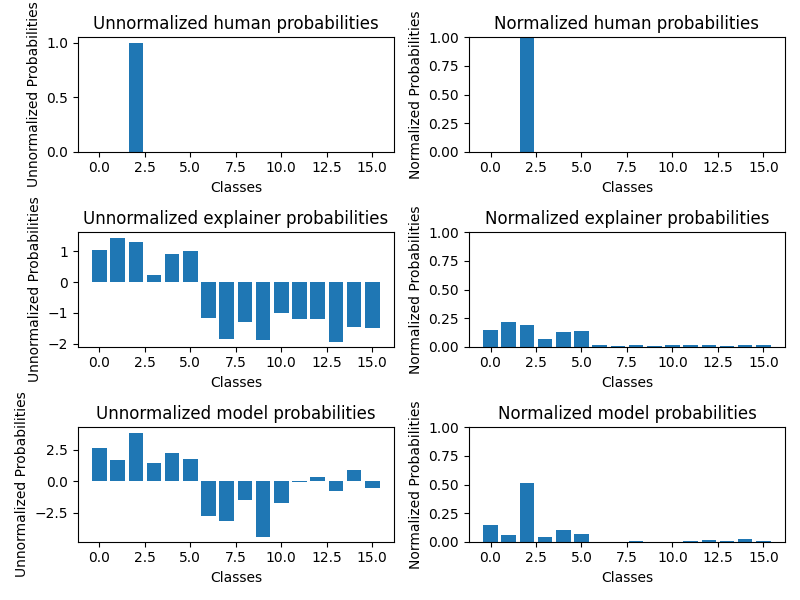 Unnormalized human probabilities
Unnormalized Probabilities
1.0
0.5
0.0
0.0 2.5 5.0 7.5 10.0 12.5 15.0
Classes
Normalized human probabilities
Normalized Probabilities
1.00
0.75
0.50
0.25
0.00
0.0 2.5 5.0 7.5 10.0 12.5 15.0
Classes
Unnormalized explainer probabilities
Unnormalized Probabilities
1
0
−1
−2
0.0 2.5 5.0 7.5 10.0 12.5 15.0
Classes
Normalized explainer probabilities
Normalized Probabilities
1.00
0.75
0.50
0.25
0.00
0.0 2.5 5.0 7.5 10.0 12.5 15.0
Classes
Unnormalized model probabilities
Unnormalized Probabilities
2.5
0.0
−2.5
0.0 2.5 5.0 7.5 10.0 12.5 15.0
Classes
Normalized model probabilities
Normalized Probabilities
1.00
0.75
0.50
0.25
0.00
0.0 2.5 5.0 7.5 10.0 12.5 15.0
Classes